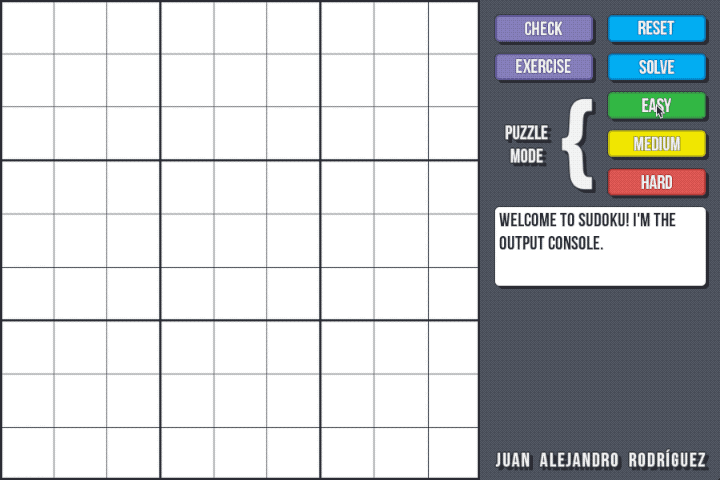 CHECK
RESET
EXERCISE
SOLVE
EASY
PUZZLE
MODE
{
MEDIUM
HARD
WELCOME TO SUDOKU! I'M THE
OUTPUT CONSOLE.
JUAN ALEJANDRO RODRÍGUEZ